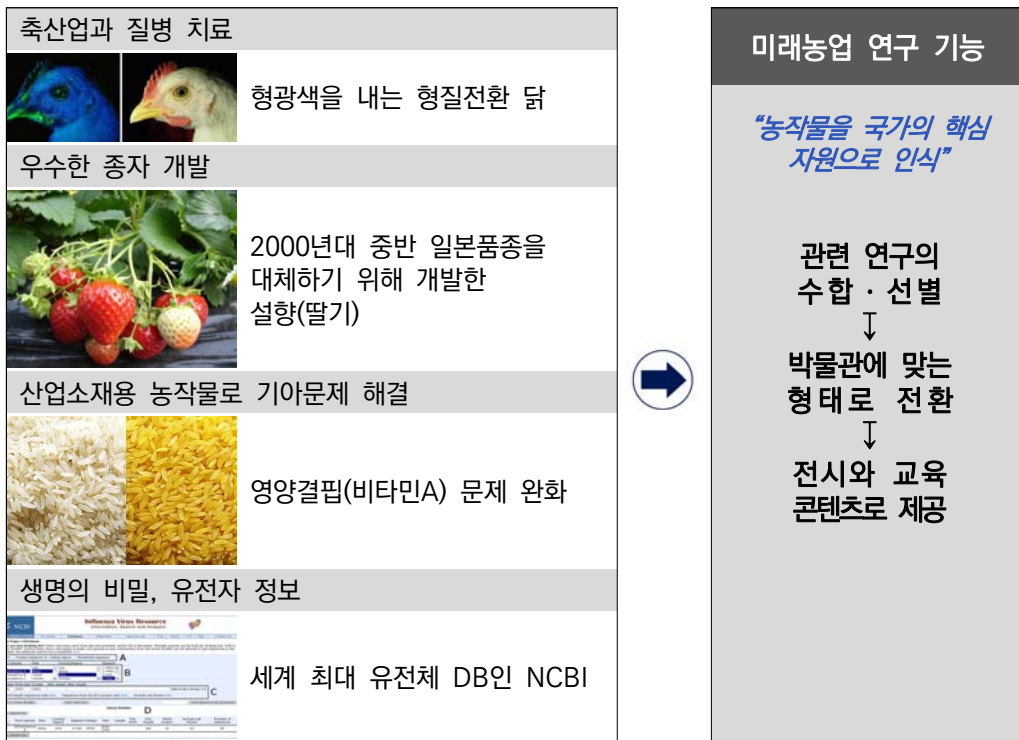 축산업과 질병 치료
형광색을 내는 형질전환 닭
우수한 종자 개발
2000년대 중반 일본품종을
대체하기 위해 개발한
설향(딸기)
산업소재용 농작물로 기아문제 해결
영양결핍(비타민A) 문제 완화
생명의 비밀, 유전자 정보
NCBI
Influenza Virus Resource
Information, Search and Analysis
A
B
C
D
세계 최대 유전체 DB인 NCBI
미래농업 연구 기능
“농작물을 국가의 핵심
자원으로 인식”
관련 연구의
수합 · 선별
↓
박물관에 맞는
형태로 전환
↓
전시와 교육
콘텐츠로 제공